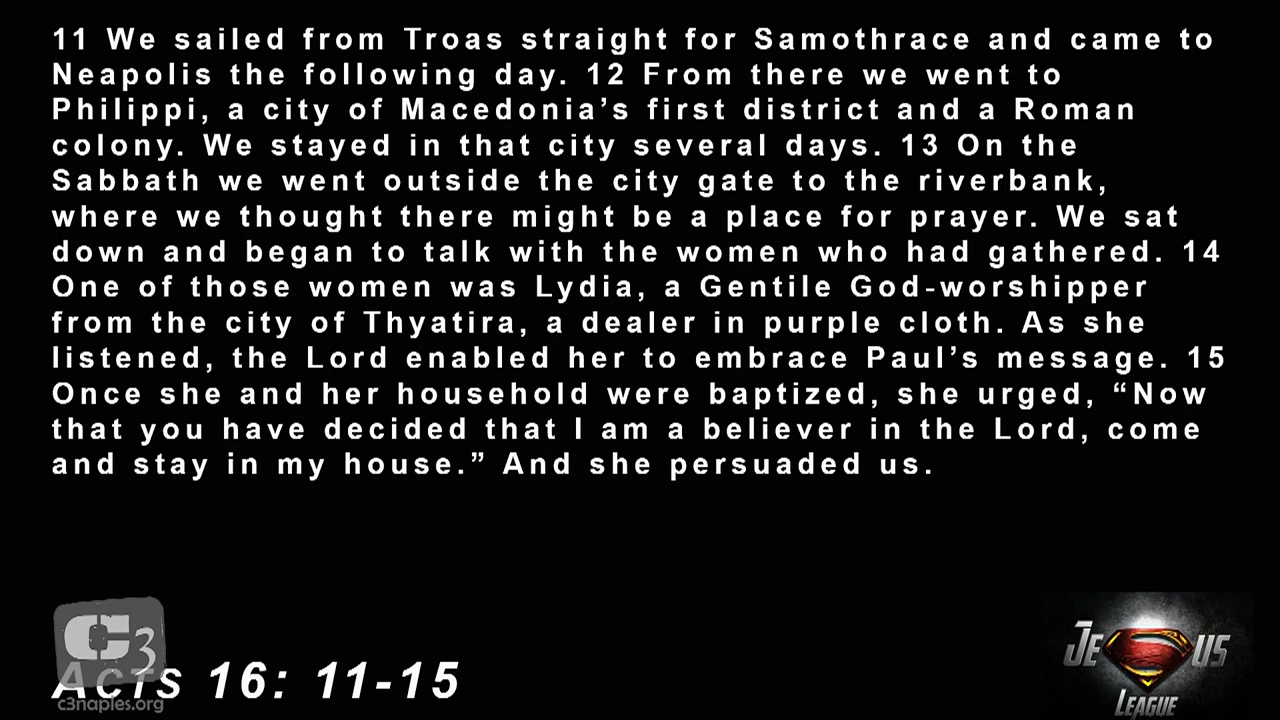 11 We sailed from Troas straight for Samothrace and came to
Neapolis the following day. 12 From there we went to
Philippi, a city of Macedonia’s first district and a Roman
colony. We stayed in that city several days. 13 On the
Sabbath we went outside the city gate to the riverbank,
where we thought there might be a place for prayer. We sat
down and began to talk with the women who had gathered. 14
One of those women was Lydia, a Gentile God-worshipper
from the city of Thyatira, a dealer in purple cloth. As she
listened, the Lord enabled her to embrace Paul’s message. 15
Once she and her household were baptized, she urged, “Now
that you have decided that I am a believer in the Lord, come
and stay in my house.” And she persuaded us.
C3
Acts 16: 11-15
c3naples.org
JESUS
LEAGUE